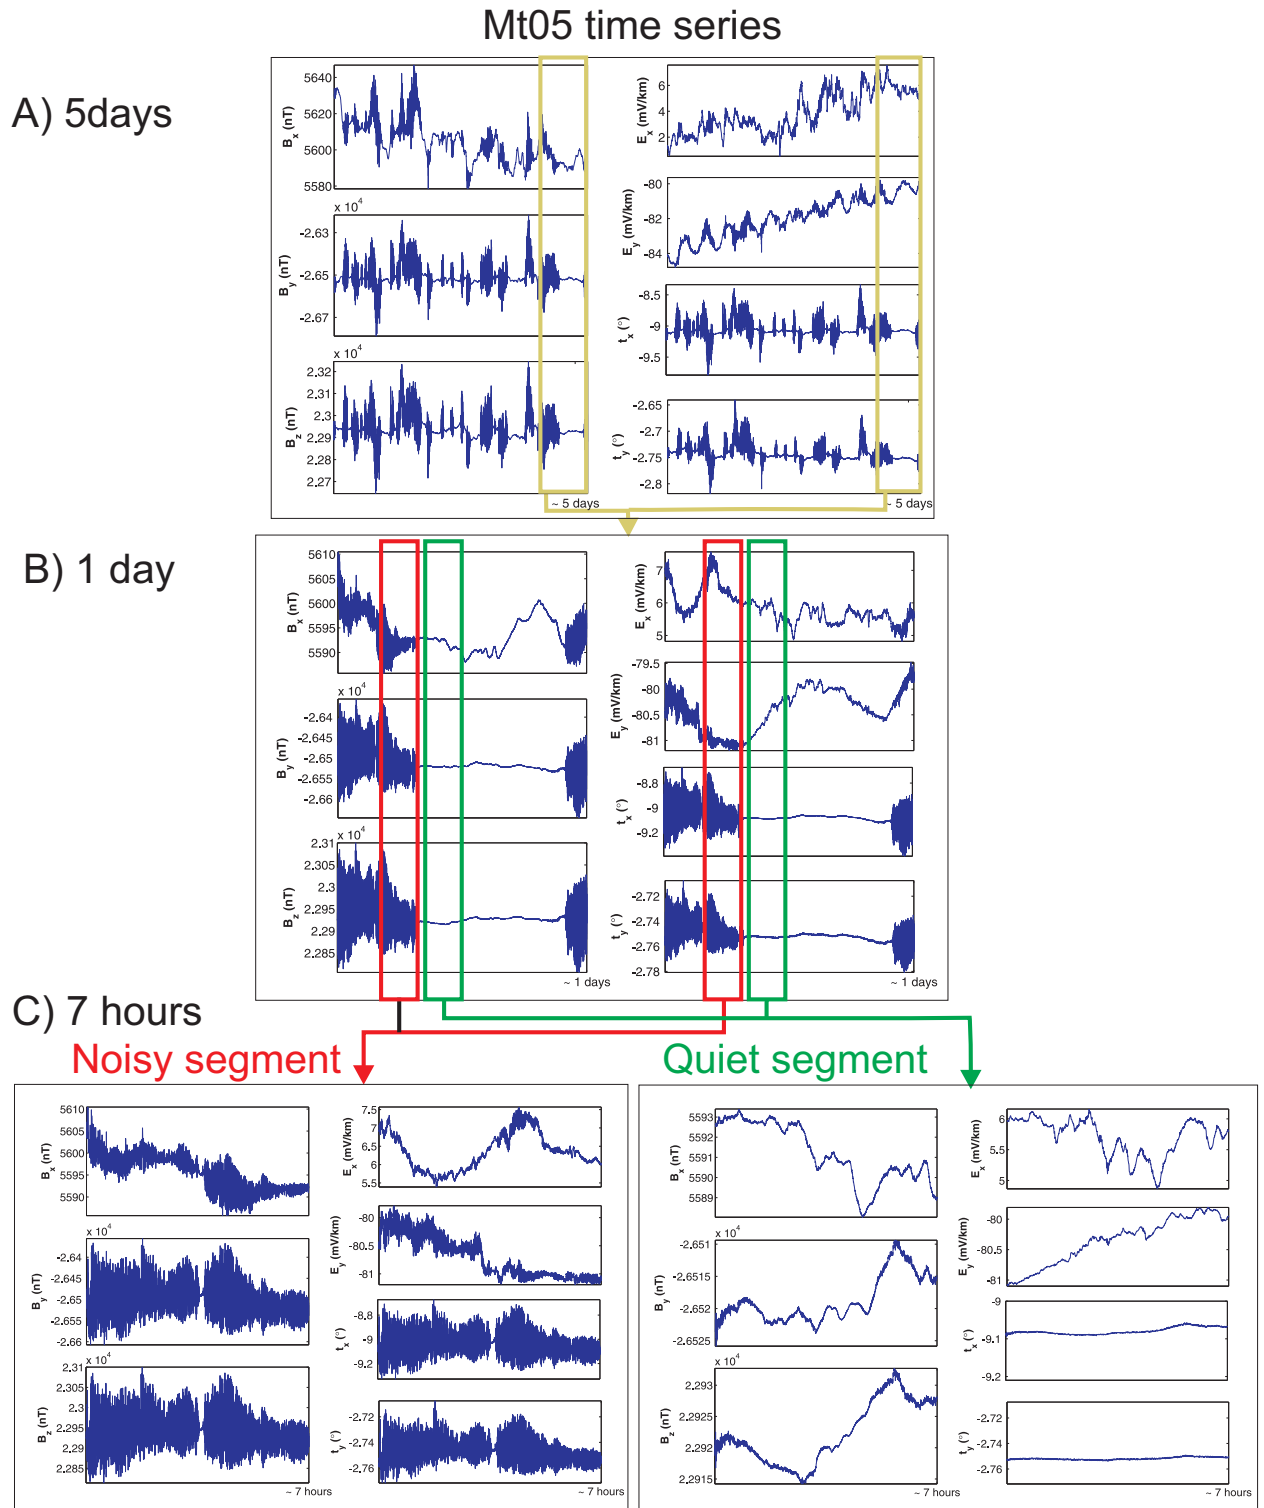 Mt05 time series
A) 5days
5640
5620
5600
5580
Bx (nT)
x 10^4
-2.63
-2.65
-2.67
By (nT)
x 10^4
2.32
2.31
2.3
2.29
2.28
2.27
Bz (nT)
~ 5 days
6
4
2
Ex (mV/km)
-80
-82
-84
Ey (mV/km)
-8.5
-9
-9.5
tx (°)
-2.65
-2.7
-2.75
-2.8
ty (°)
~ 5 days
B) 1 day
5610
5605
5600
5595
5590
Bx (nT)
x 10^4
-2.64
-2.645
-2.65
-2.655
-2.66
By (nT)
x 10^4
2.31
2.305
2.3
2.295
2.29
2.285
Bz (nT)
~ 1 days
7
6
5
Ex (mV/km)
-79.5
-80
-80.5
-81
Ey (mV/km)
-8.8
-9
-9.2
tx (°)
-2.72
-2.74
-2.76
-2.78
ty (°)
~ 1 days
C) 7 hours
Noisy segment
5610
5605
5600
5595
5590
Bx (nT)
x 10^4
-2.64
-2.645
-2.65
-2.655
-2.66
By (nT)
x 10^4
2.31
2.305
2.3
2.295
2.29
2.285
Bz (nT)
7.5
7
6.5
6
5.5
Ex (mV/km)
-80
-80.5
-81
Ey (mV/km)
-8.8
-9
-9.2
tx (°)
-2.72
-2.74
-2.76
ty (°)
~ 7 hours
Quiet segment
5593
5592
5591
5590
5589
Bx (nT)
x 10^4
-2.651
-2.6515
-2.652
-2.6525
By (nT)
x 10^4
2.293
2.2925
2.292
2.2915
Bz (nT)
6
5.5
5
Ex (mV/km)
-80
-80.5
-81
Ey (mV/km)
-9
-9.1
-9.2
tx (°)
-2.72
-2.74
-2.76
ty (°)
~ 7 hours